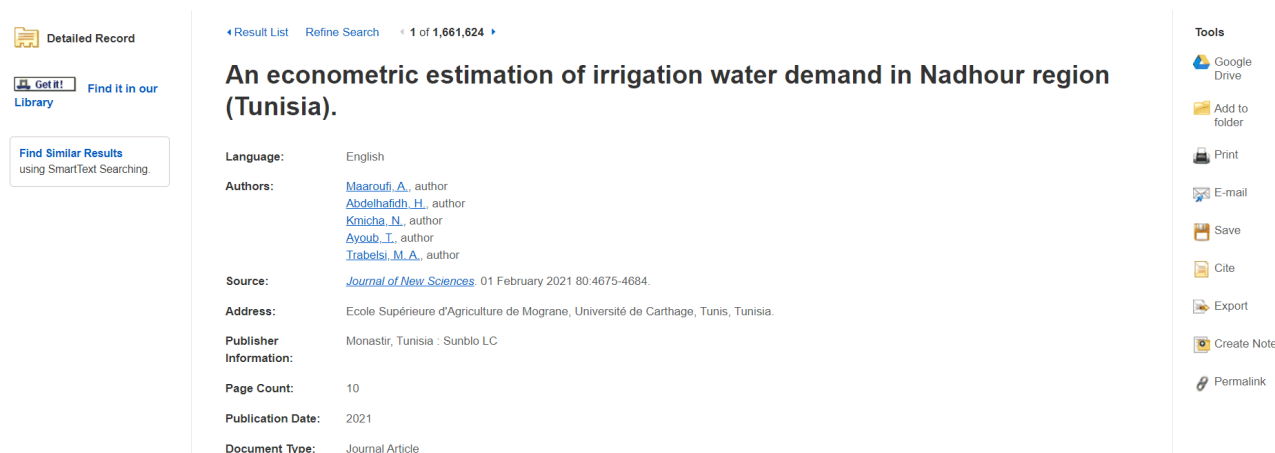 Detailed Record
Get it! Find it in our
Library
Find Similar Results
using SmartText Searching.
Result List Refine Search 1 of 1,661,624
An econometric estimation of irrigation water demand in Nadhour region
(Tunisia).
Language: English
Authors: Maaroufi, A., author
Abdelhafidh, H., author
Kmicha, N., author
Ayoub, T., author
Trabelsi, M. A., author
Source: Journal of New Sciences. 01 February 2021 80:4675-4684.
Address: Ecole Supérieure d'Agriculture de Mograne, Université de Carthage, Tunis, Tunisia.
Publisher Monastir, Tunisia : Sunblo LC
Information:
Page Count: 10
Publication Date: 2021
Document Type: Journal Article
Tools
Google
Drive
Add to
folder
Print
E-mail
Save
Cite
Export
Create Note
Permalink